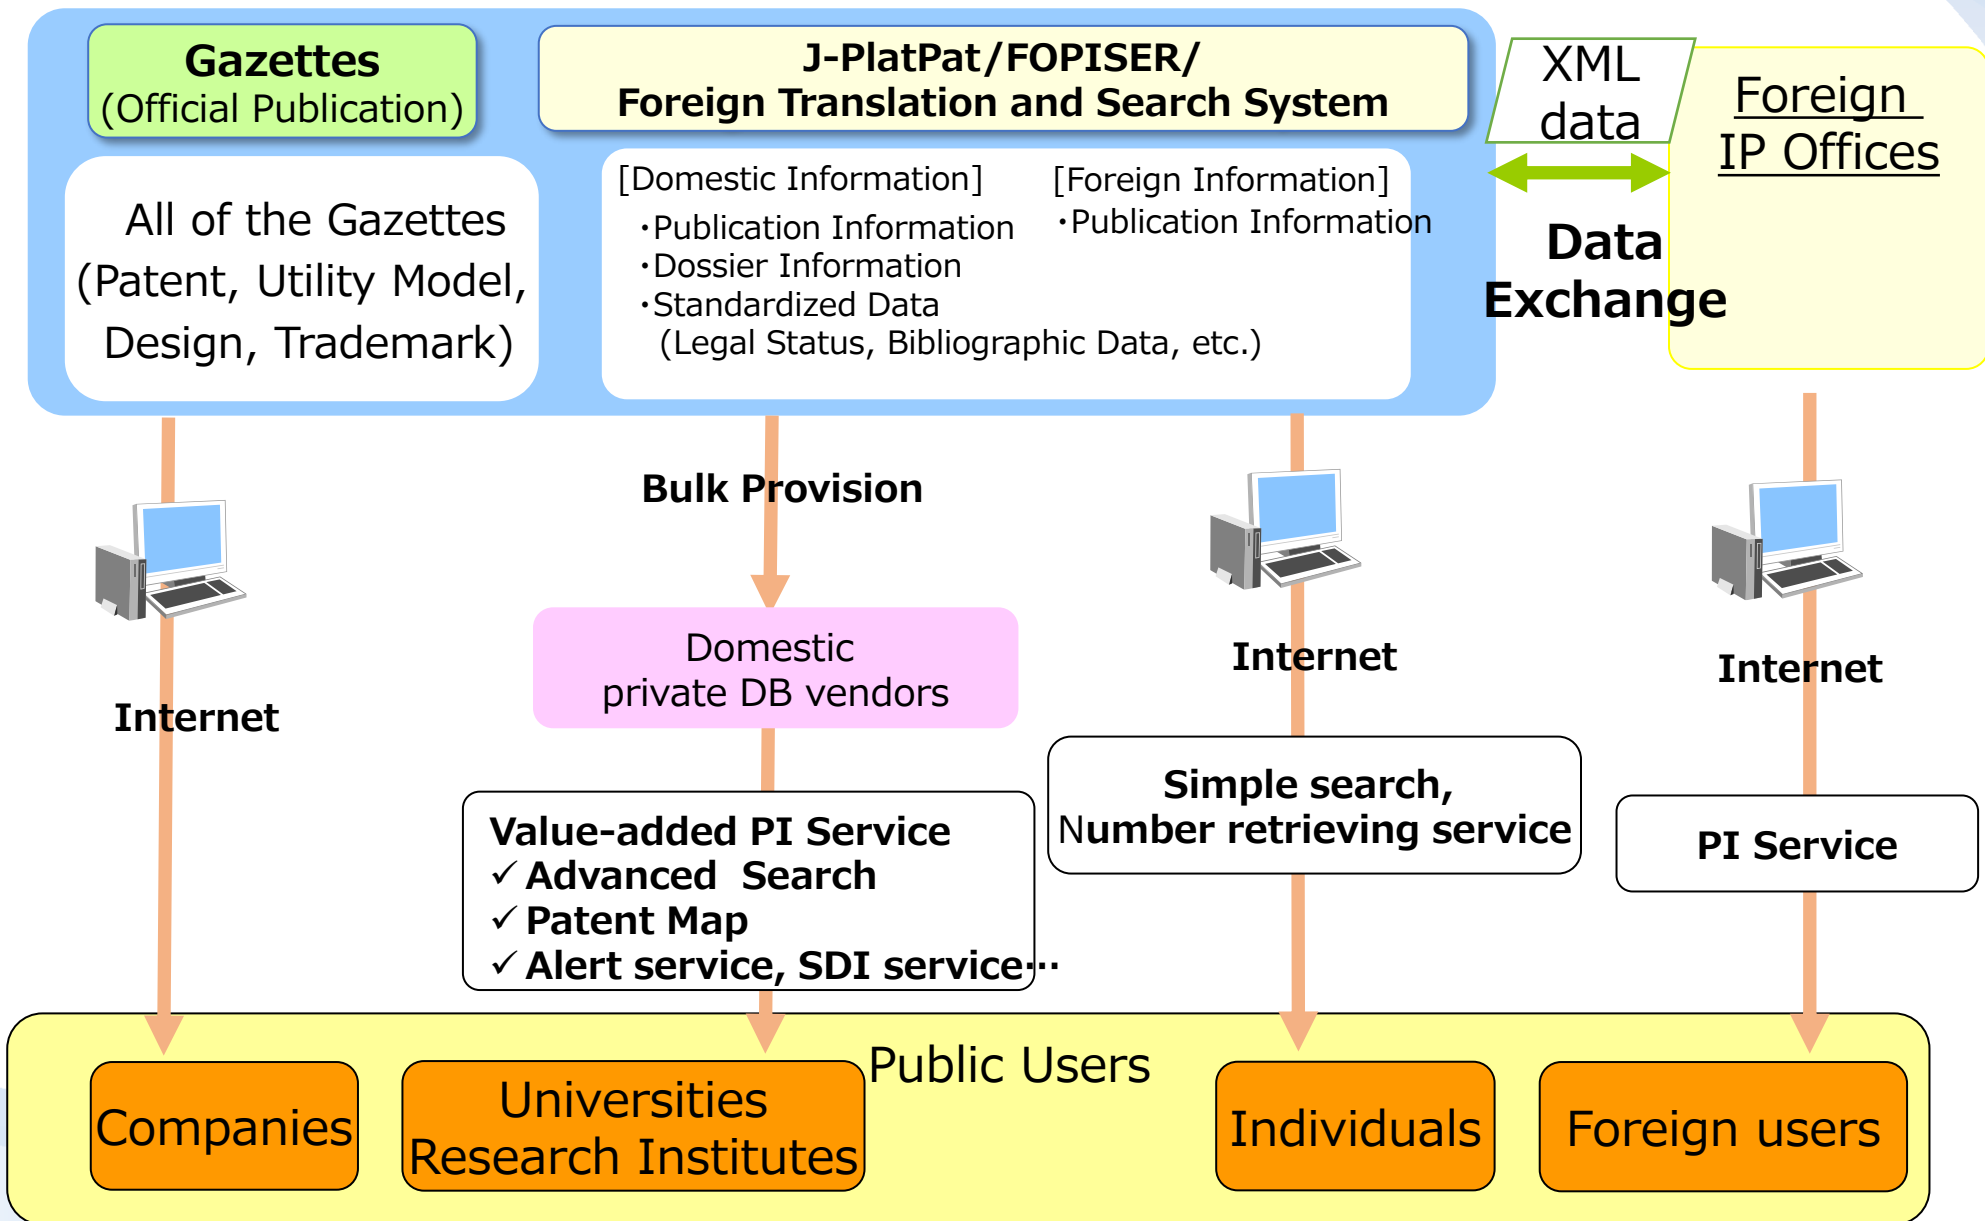 Gazettes
(Official Publication)
All of the Gazettes
(Patent, Utility Model,
Design, Trademark)
J-PlatPat/FOPISER/
Foreign Translation and Search System
[Domestic Information]
・Publication Information
・Dossier Information
・Standardized Data
(Legal Status, Bibliographic Data, etc.)
[Foreign Information]
・Publication Information
XML
data
Data
Exchange
Foreign
IP Offices
Internet
Bulk Provision
Domestic
private DB vendors
Value-added PI Service
✓ Advanced  Search
✓ Patent Map
✓ Alert service, SDI service…
Internet
Simple search,
Number retrieving service
Internet
PI Service
Public Users
Companies
Universities
Research Institutes
Individuals
Foreign users